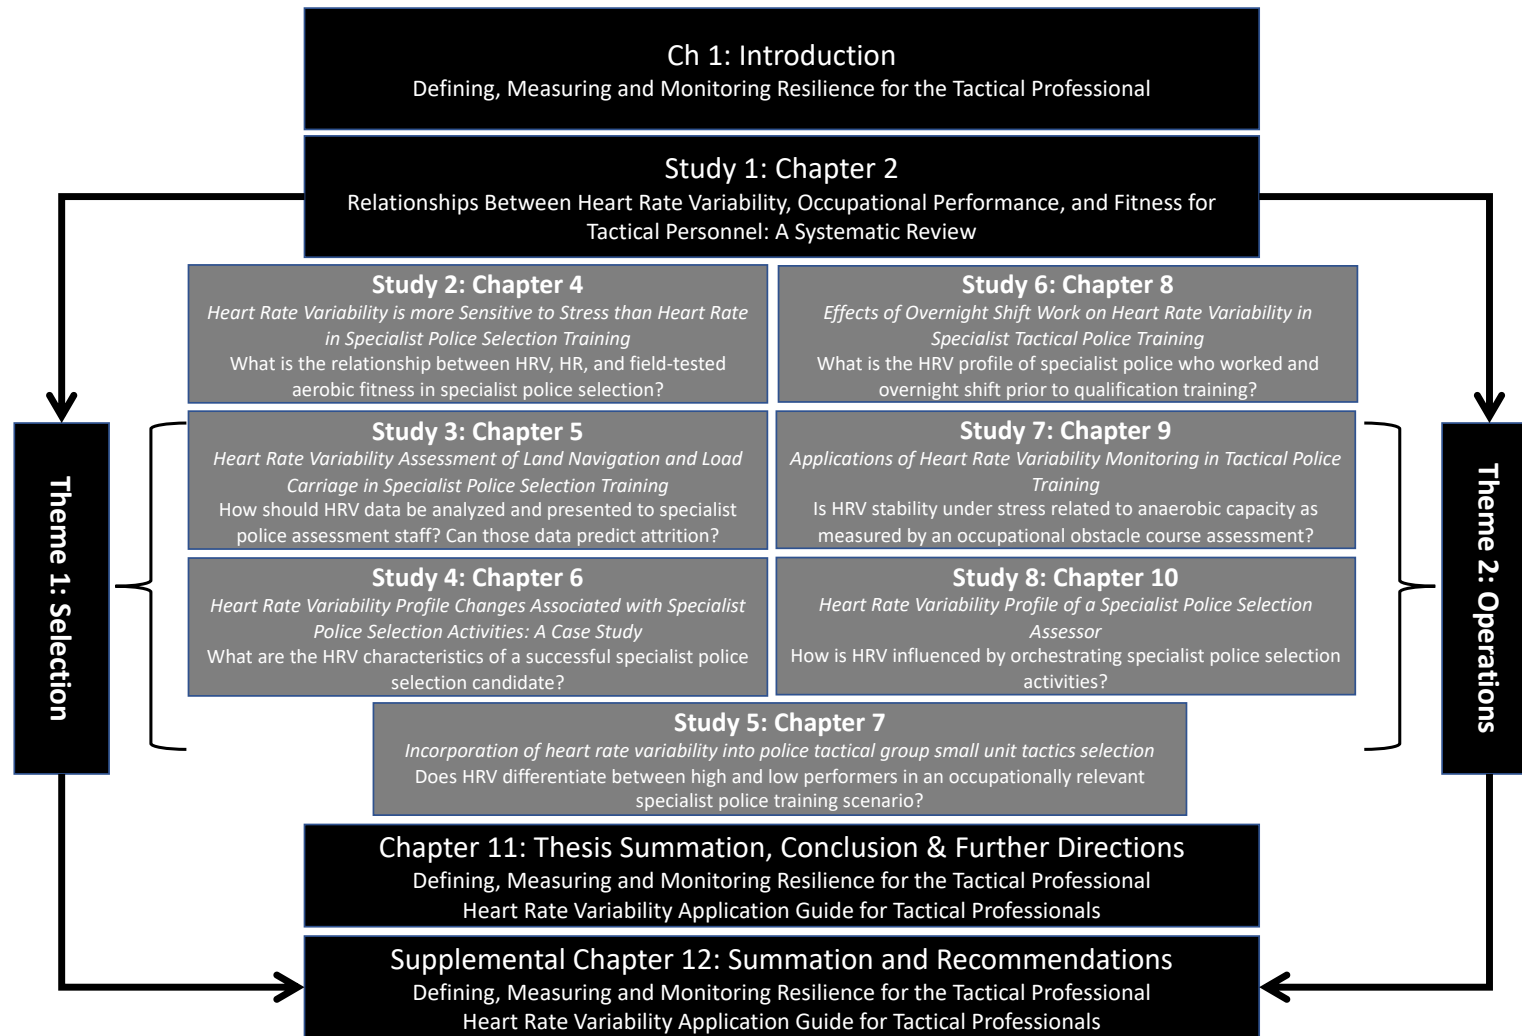 Ch 1: Introduction
Defining, Measuring and Monitoring Resilience for the Tactical Professional
Study 1: Chapter 2
Relationships Between Heart Rate Variability, Occupational Performance, and Fitness for
Tactical Personnel: A Systematic Review
Theme 1: Selection
Study 2: Chapter 4
Heart Rate Variability is more Sensitive to Stress than Heart Rate
in Specialist Police Selection Training
What is the relationship between HRV, HR, and field-tested
aerobic fitness in specialist police selection?
Study 3: Chapter 5
Heart Rate Variability Assessment of Land Navigation and Load
Carriage in Specialist Police Selection Training
How should HRV data be analyzed and presented to specialist
police assessment staff? Can those data predict attrition?
Study 4: Chapter 6
Heart Rate Variability Profile Changes Associated with Specialist
Police Selection Activities: A Case Study
What are the HRV characteristics of a successful specialist police
selection candidate?
Study 6: Chapter 8
Effects of Overnight Shift Work on Heart Rate Variability in
Specialist Tactical Police Training
What is the HRV profile of specialist police who worked and
overnight shift prior to qualification training?
Study 7: Chapter 9
Applications of Heart Rate Variability Monitoring in Tactical Police
Training
Is HRV stability under stress related to anaerobic capacity as
measured by an occupational obstacle course assessment?
Study 8: Chapter 10
Heart Rate Variability Profile of a Specialist Police Selection
Assessor
How is HRV influenced by orchestrating specialist police selection
activities?
Theme 2: Operations
Study 5: Chapter 7
Incorporation of heart rate variability into police tactical group small unit tactics selection
Does HRV differentiate between high and low performers in an occupationally relevant
specialist police training scenario?
Chapter 11: Thesis Summation, Conclusion & Further Directions
Defining, Measuring and Monitoring Resilience for the Tactical Professional
Heart Rate Variability Application Guide for Tactical Professionals
Supplemental Chapter 12: Summation and Recommendations
Defining, Measuring and Monitoring Resilience for the Tactical Professional
Heart Rate Variability Application Guide for Tactical Professionals